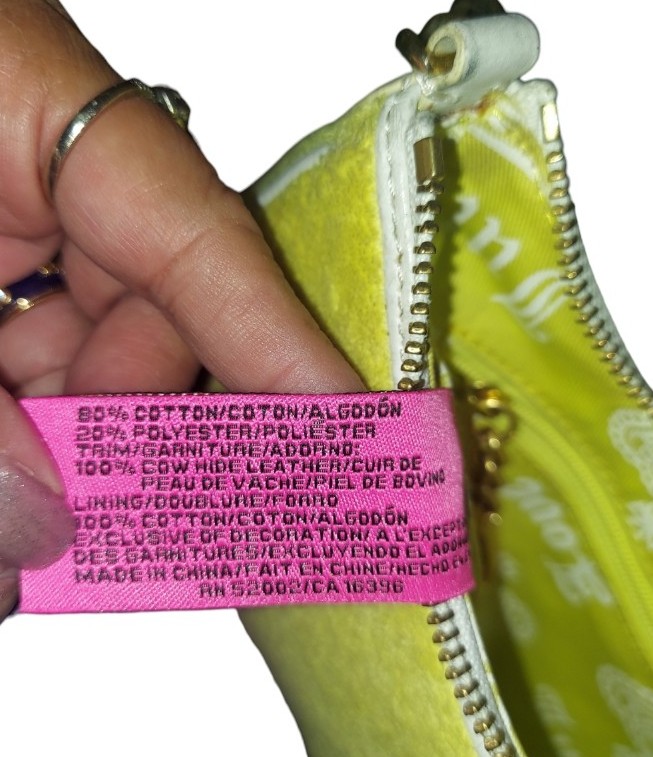 80% COTTON/COTON/ALGODÓN
20% POLYESTER/POLIÉSTER
TRIM/GARNITURE/ADORNO:
100% COW HIDE LEATHER/CUIR DE
PEAU DE VACHE/PIEL DE BOVINO
LINING/DOUBLURE/FORRO
100% COTTON/COTON/ALGODÓN
EXCLUSIVE OF DECORATION/ A L'EXCEPT
DES GARNITURES/EXCLUYENDO EL ADOR
MADE IN CHINA/FAIT EN CHINE/HECHO E
RN 52002/CA 16396